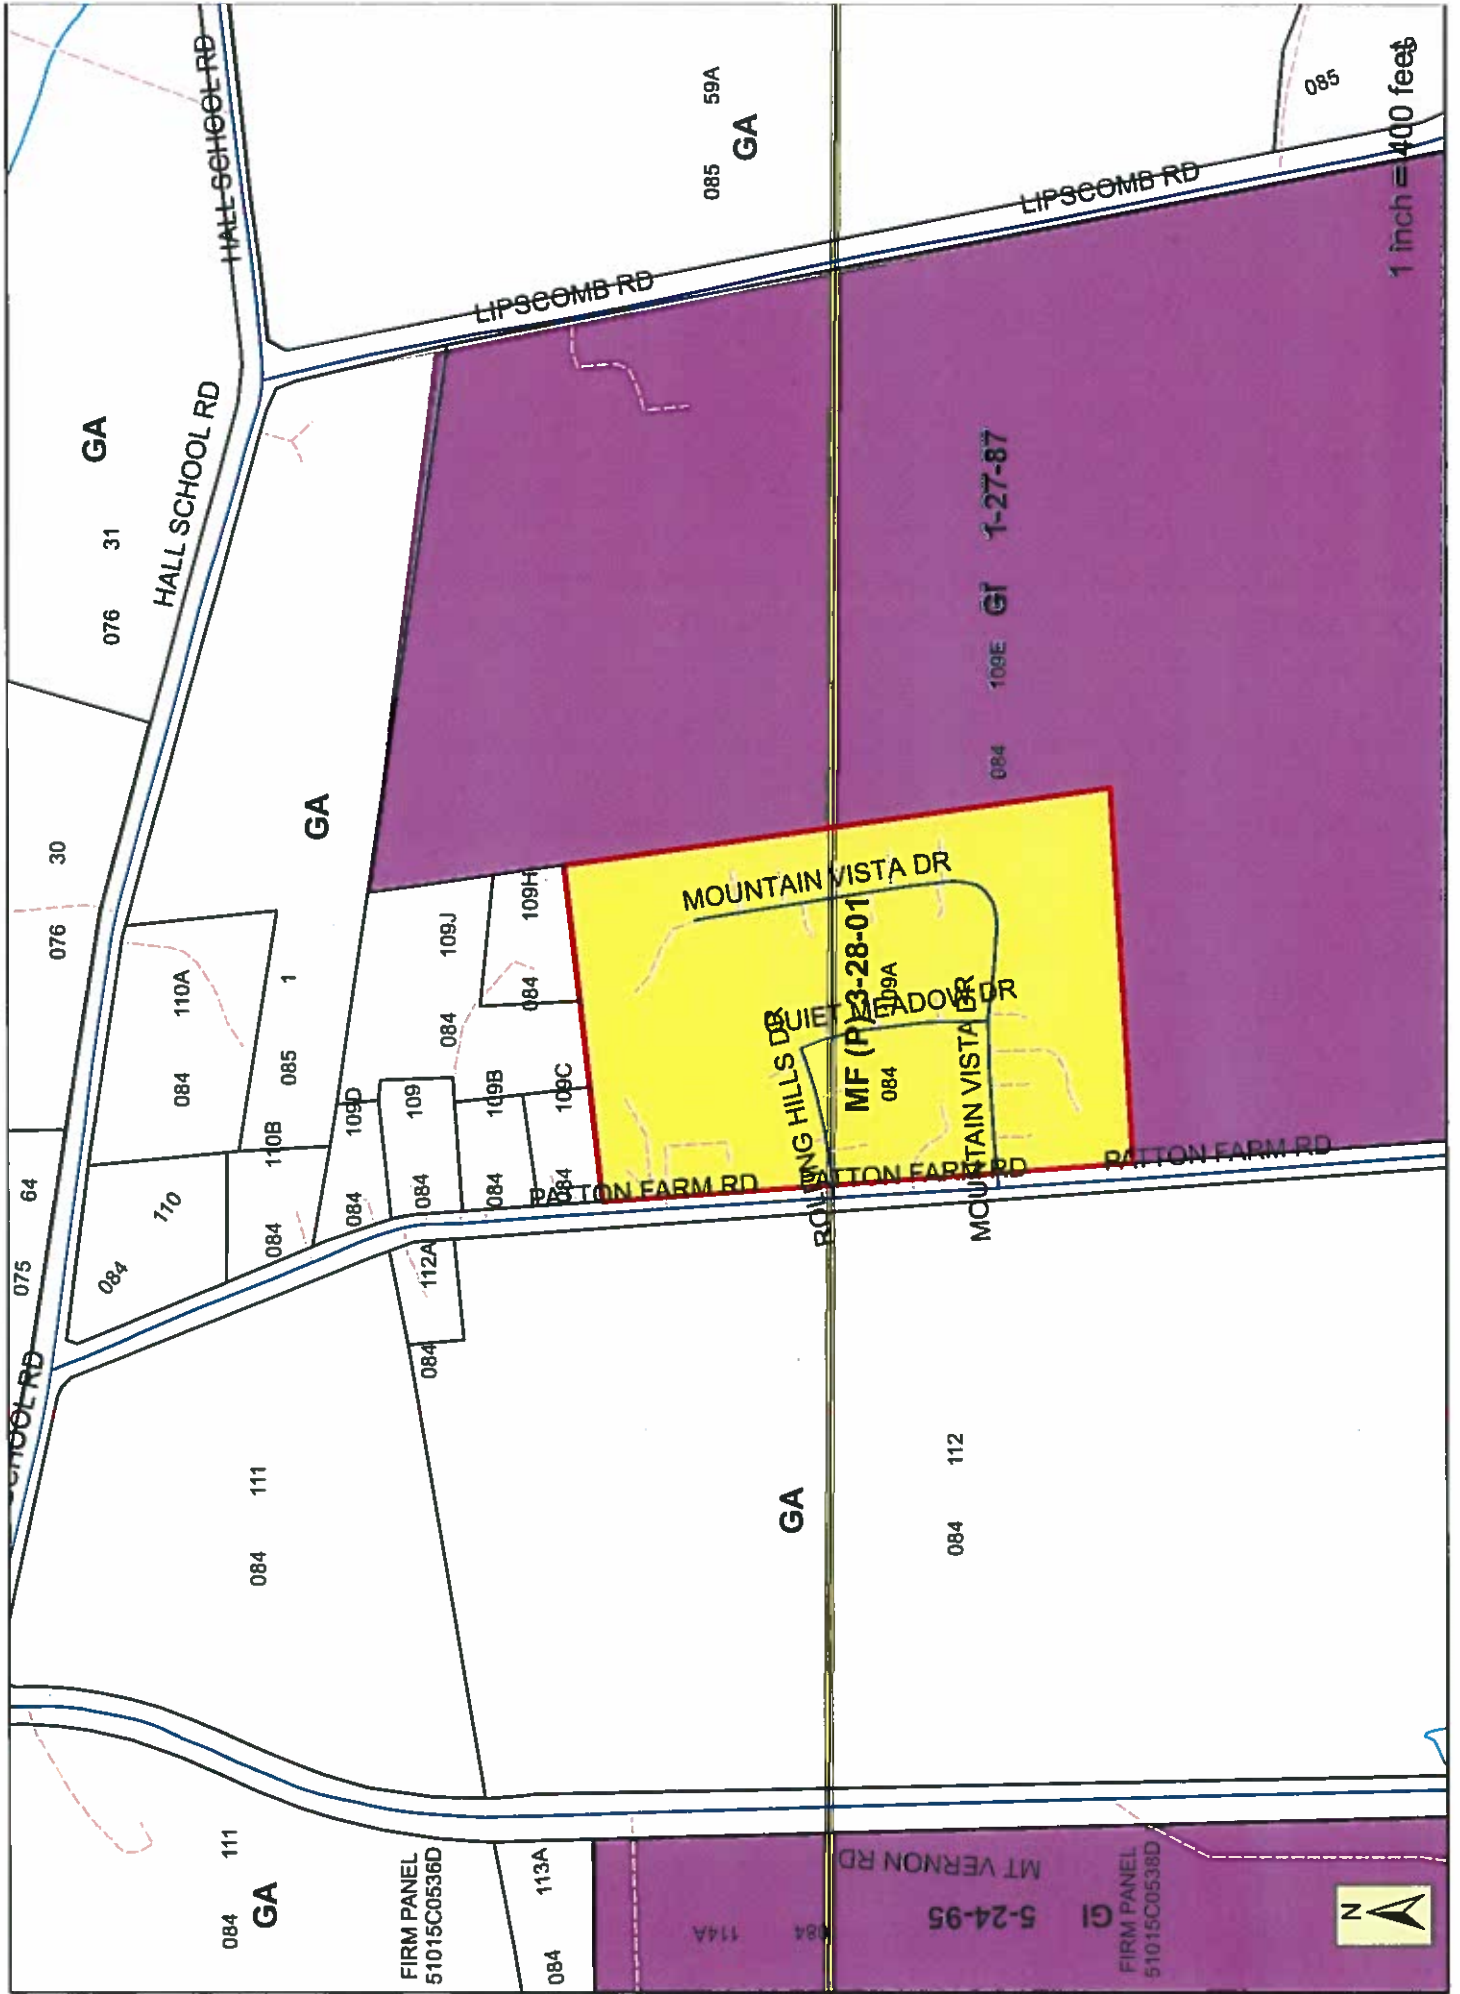 HALL SCHOOL RD
HALL SCHOOL RD
SCHOOL RD
GA
076 31
076 30
075 64
085 59A
GA
085
LIPSCOMB RD
LIPSCOMB RD
1 inch = 400 feet
GA
084 110A
085 1
084 110
084 110B
084 109D
084 109
084 109J
084 109B
084 109H
084 109C
084 112A
PATTON FARM RD
PATTON FARM RD
PATTON FARM RD
MOUNTAIN VISTA DR
QUIET MEADOW DR
ROLLING HILLS DR
MOUNTAIN VISTA DR
MF (P) 3-28-01
084 109A
084 109E GI 1-27-87
084 111
GA
084 112
084 111
GA
FIRM PANEL
51015C0536D
084 113A
084 114A
MT VERNON RD
GI 5-24-95
FIRM PANEL
51015C0538D
N